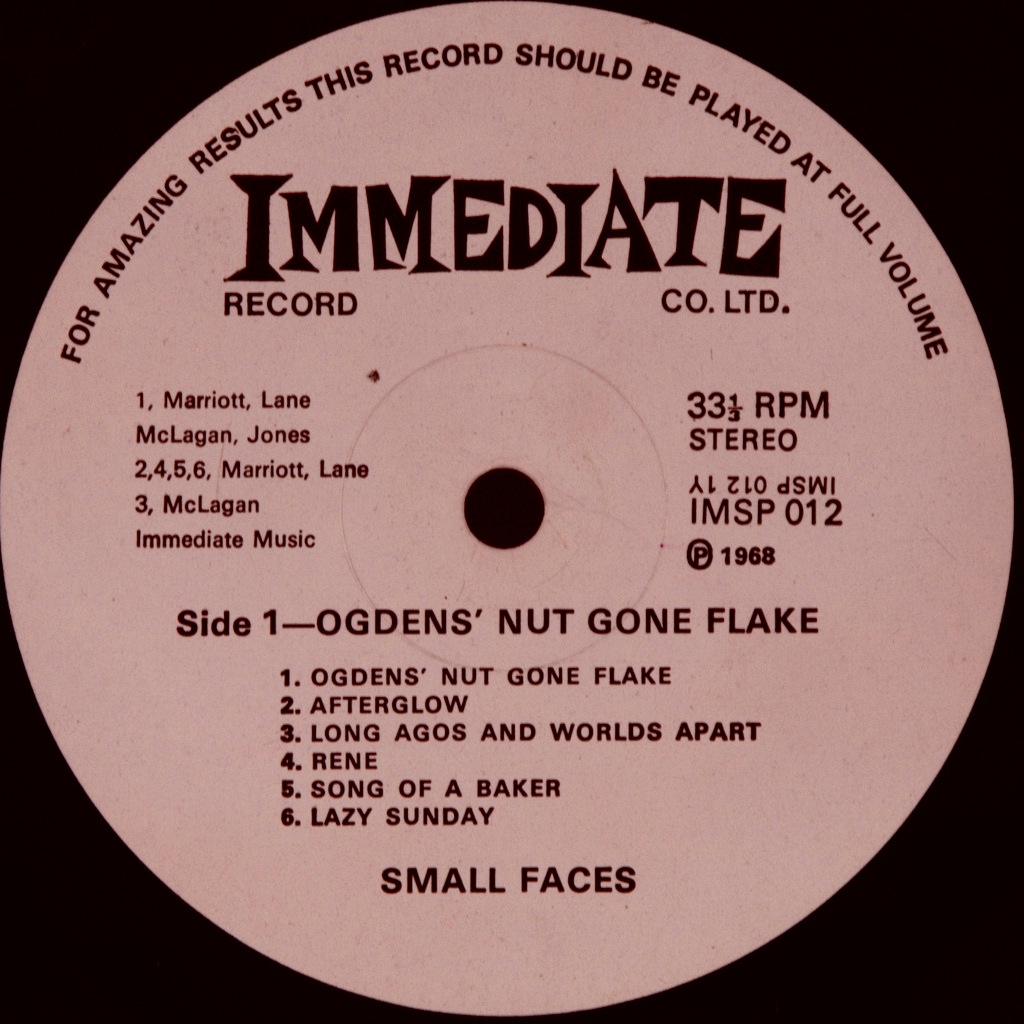 FOR AMAZING RESULTS THIS RECORD SHOULD BE PLAYED AT FULL VOLUME
IMMEDIATE
RECORD CO. LTD.
1, Marriott, Lane
McLagan, Jones
2,4,5,6, Marriott, Lane
3, McLagan
Immediate Music
33⅓ RPM
STEREO
IMSP 012 1Y
IMSP 012
Ⓟ 1968
Side 1—OGDENS' NUT GONE FLAKE
1. OGDENS' NUT GONE FLAKE
2. AFTERGLOW
3. LONG AGOS AND WORLDS APART
4. RENE
5. SONG OF A BAKER
6. LAZY SUNDAY
SMALL FACES